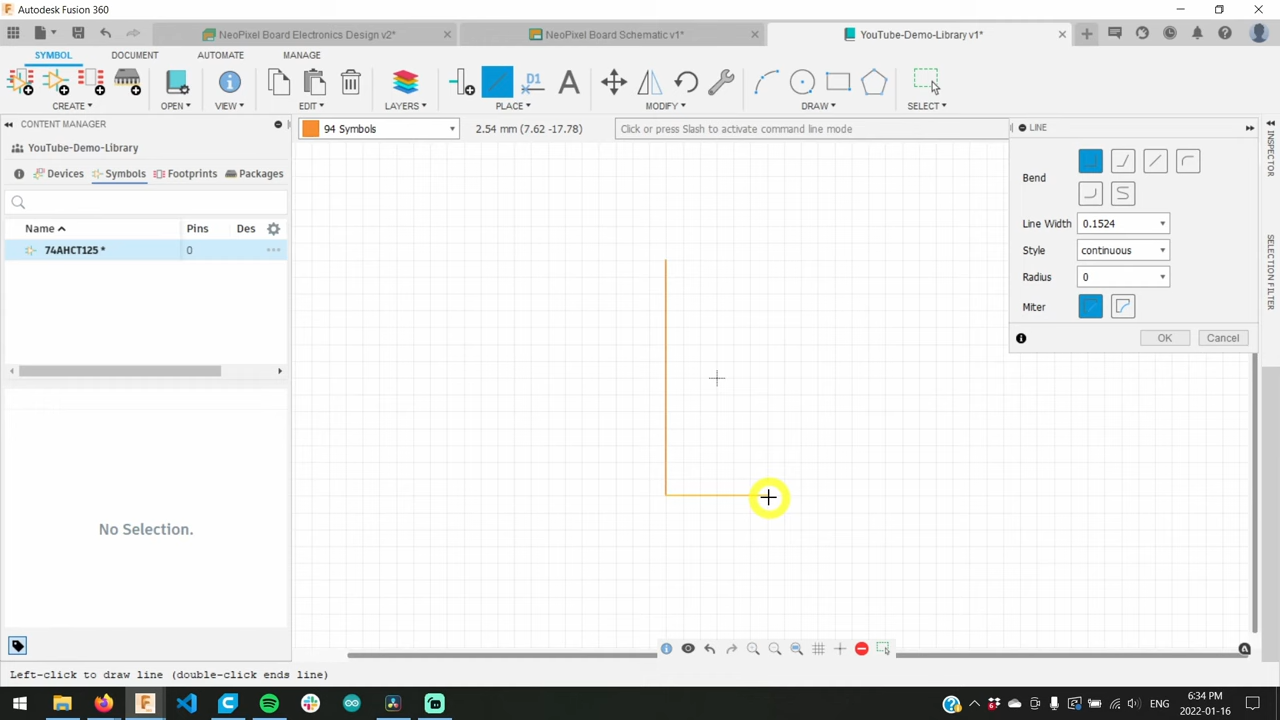 Autodesk Fusion 360
NeoPixel Board Electronics Design v2*
NeoPixel Board Schematic v1*
YouTube-Demo-Library v1*
SYMBOL
DOCUMENT
AUTOMATE
MANAGE
D1
A
CREATE
OPEN
VIEW
EDIT
LAYERS
PLACE
MODIFY
DRAW
SELECT
CONTENT MANAGER
94 Symbols
2.54 mm (7.62 -17.78)
Click or press Slash to activate command line mode
LINE
INSPECTOR
SELECTION FILTER
YouTube-Demo-Library
Devices
Symbols
Footprints
Packages
Name
Pins
Des
74AHCT125 *
0
Bend
Line Width 0.1524
Style continuous
Radius 0
Miter
OK
Cancel
No Selection.
Left-click to draw line (double-click ends line)
ENG
6:34 PM
2022-01-16